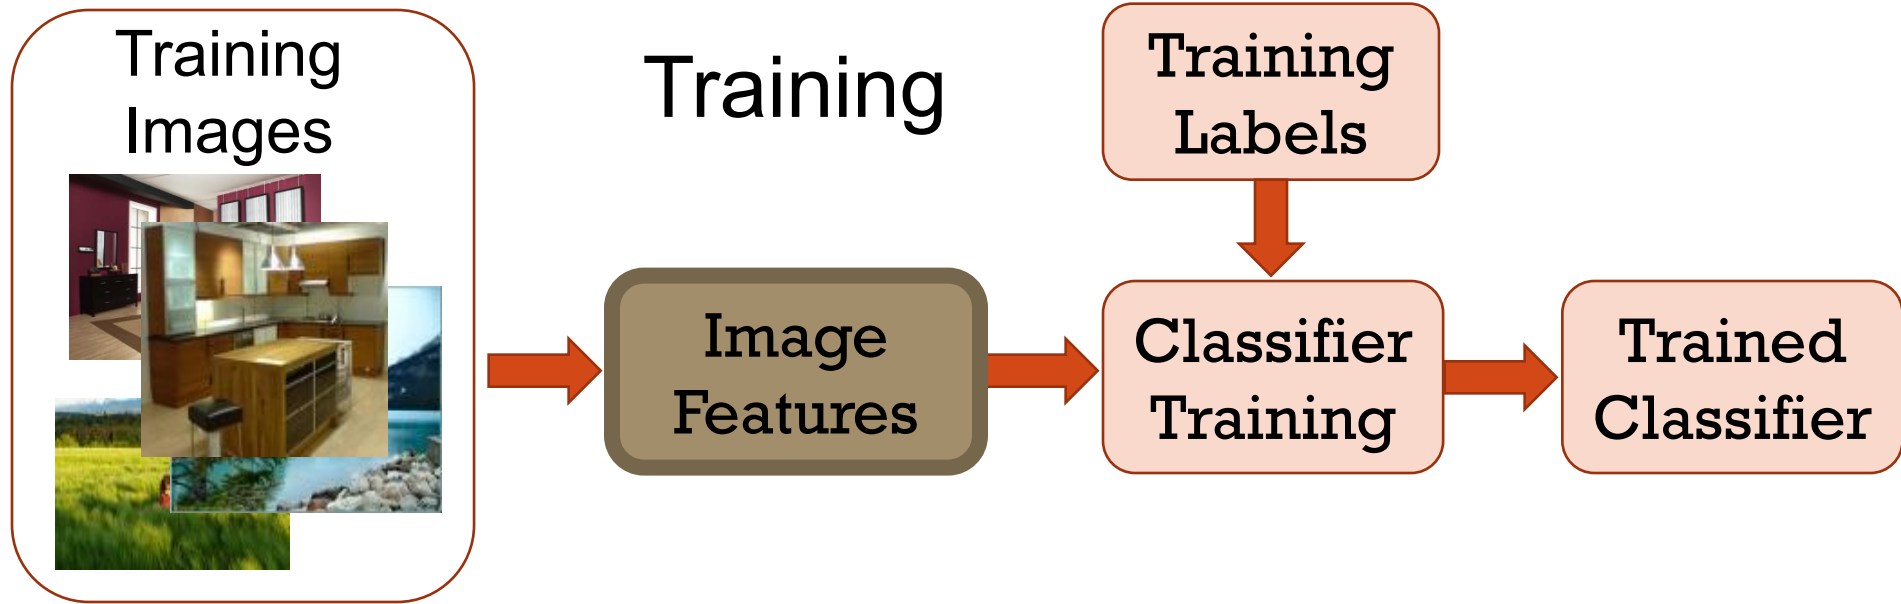 Training
Images
Training
Training
Labels
Image
Features
Classifier
Training
Trained
Classifier